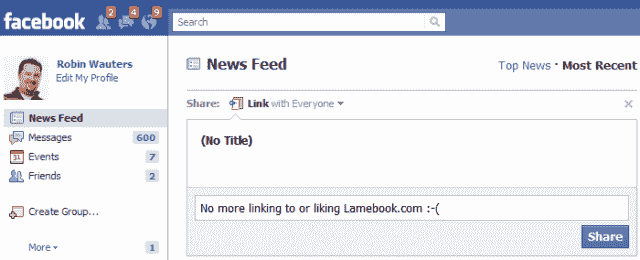 facebook 2 4 9 Search
Robin Wauters
Edit My Profile
News Feed
Messages 600
Events 7
Friends 2
Create Group...
More 1
News Feed Top News · Most Recent
Share: Link with Everyone
(No Title)
No more linking to or liking Lamebook.com :-(
Share